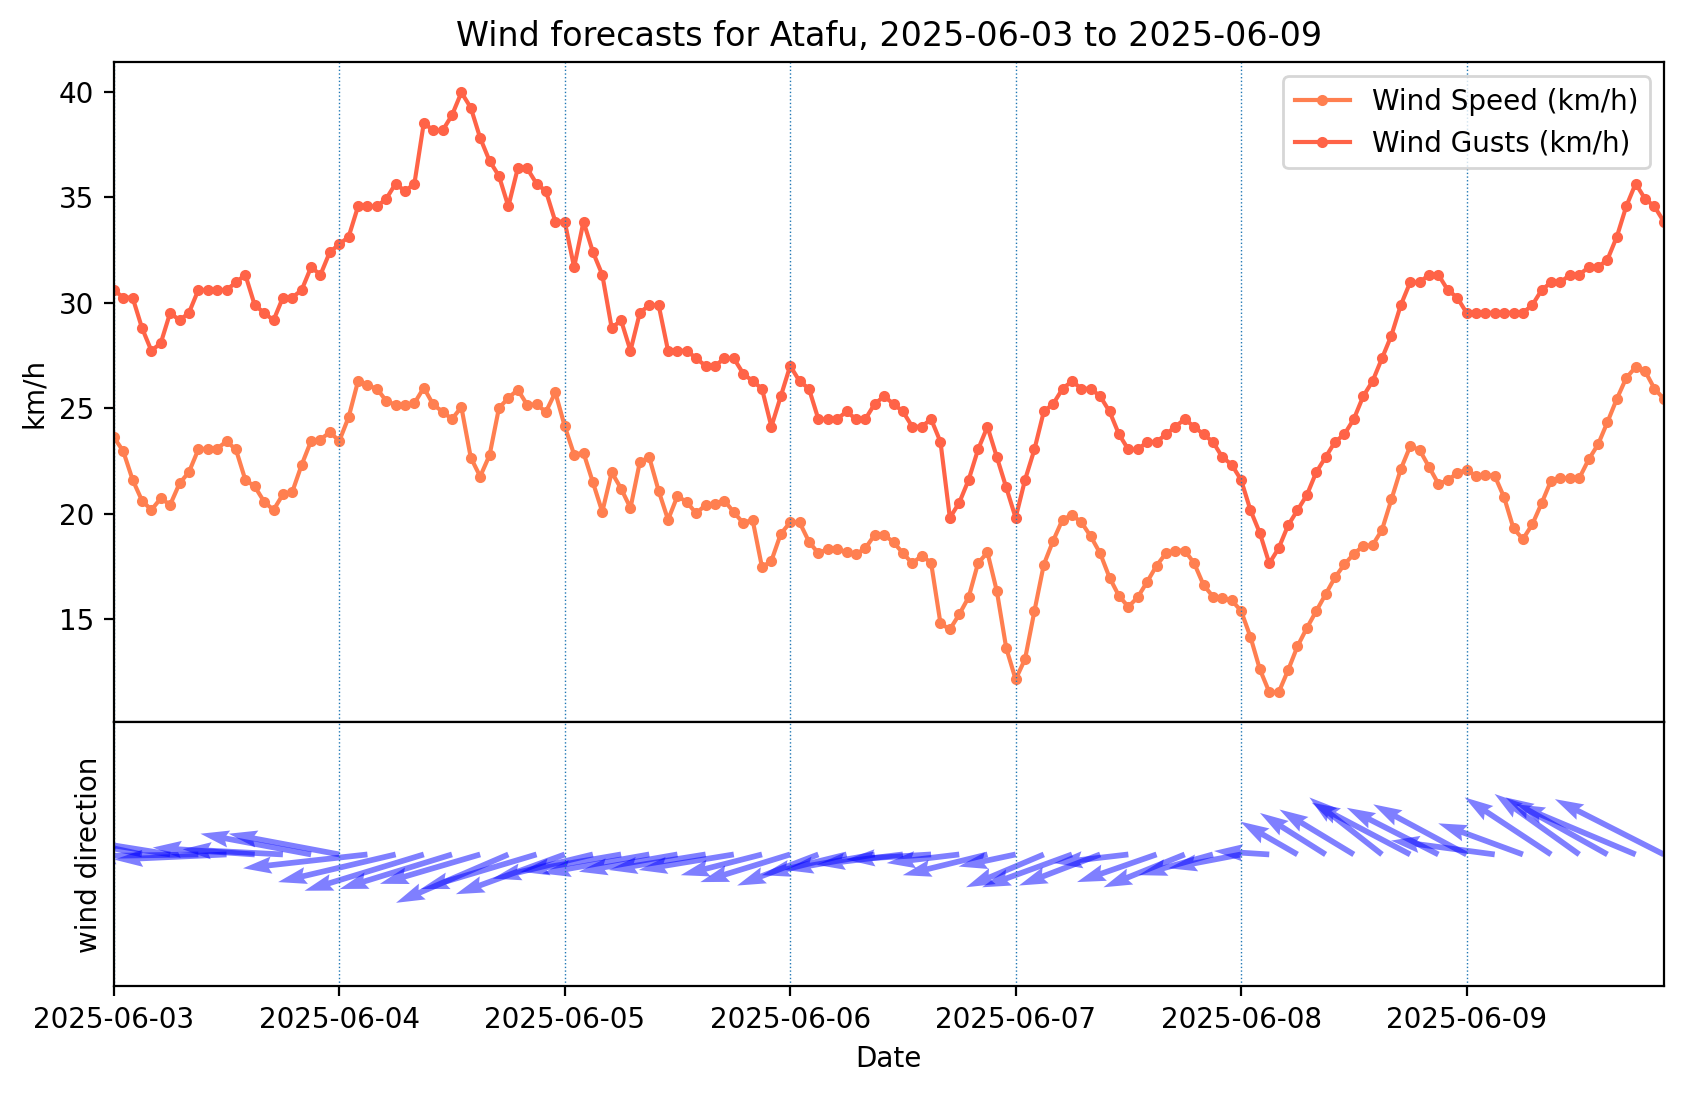 Wind forecasts for Atafu, 2025-06-03 to 2025-06-09
Wind Speed (km/h)
Wind Gusts (km/h)
km/h
40
35
30
25
20
15
wind direction
2025-06-03
2025-06-04
2025-06-05
2025-06-06
2025-06-07
2025-06-08
2025-06-09
Date